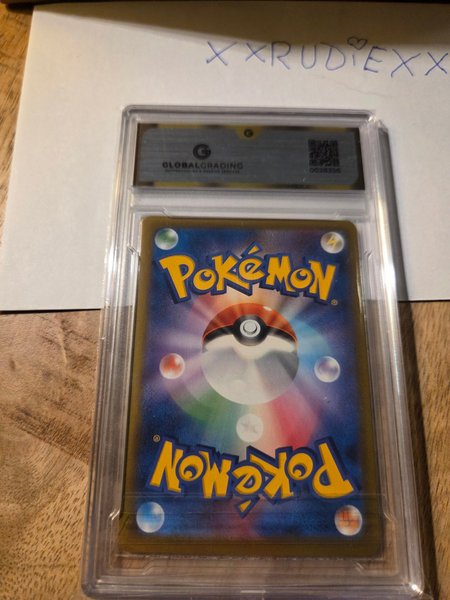 XXRUDIEXX
G
GLOBALGRADING
POKÉMON
®
®
POKÉMON